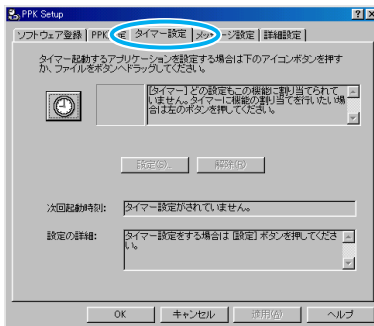 PPK Setup
ソフトウェア登録 PPK 定 タイマー設定 メッセージ設定 詳細設定
タイマー起動するアプリケーションを設定する場合は下のアイコンボタンを押す
か、ファイルをボタンへドラッグしてください。
[タイマー] どの設定もこの機能に割り当てられて
いません。タイマーに機能の割り当てを行いたい場
合は左のボタンを押してください。
設定(S)... 解除(R)
次回起動時刻: タイマー設定がされていません。
設定の詳細: タイマー設定をする場合は [設定] ボタンを押してくださ
い。
OK キャンセル 適用(A) ヘルプ